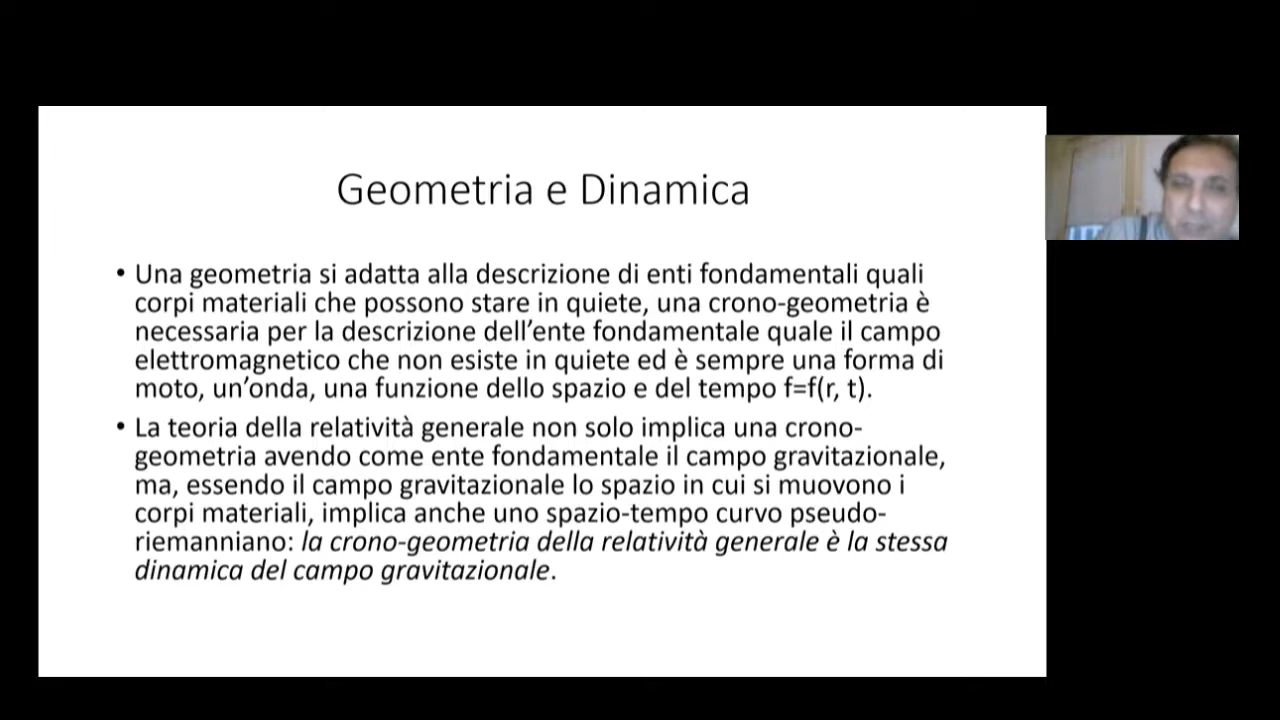 Geometria e Dinamica
• Una geometria si adatta alla descrizione di enti fondamentali quali
corpi materiali che possono stare in quiete, una crono-geometria è
necessaria per la descrizione dell’ente fondamentale quale il campo
elettromagnetico che non esiste in quiete ed è sempre una forma di
moto, un’onda, una funzione dello spazio e del tempo f=f(r, t).
• La teoria della relatività generale non solo implica una crono-
geometria avendo come ente fondamentale il campo gravitazionale,
ma, essendo il campo gravitazionale lo spazio in cui si muovono i
corpi materiali, implica anche uno spazio-tempo curvo pseudo-
riemanniano: la crono-geometria della relatività generale è la stessa
dinamica del campo gravitazionale.